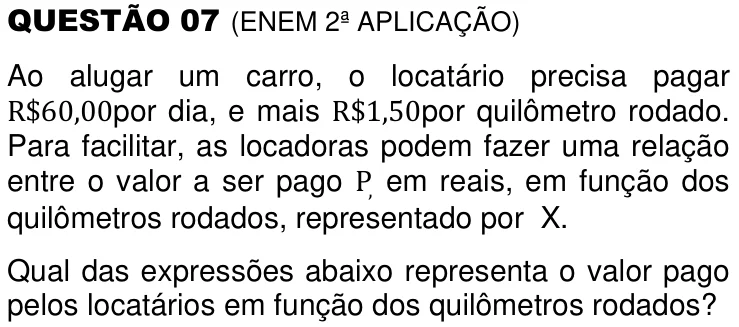 QUESTÃO 07 (ENEM 2ª APLICAÇÃO)
Ao alugar um carro, o locatário precisa pagar
R$60,00por dia, e mais R$1,50por quilômetro rodado.
Para facilitar, as locadoras podem fazer uma relação
entre o valor a ser pago P, em reais, em função dos
quilômetros rodados, representado por X.
Qual das expressões abaixo representa o valor pago
pelos locatários em função dos quilômetros rodados?